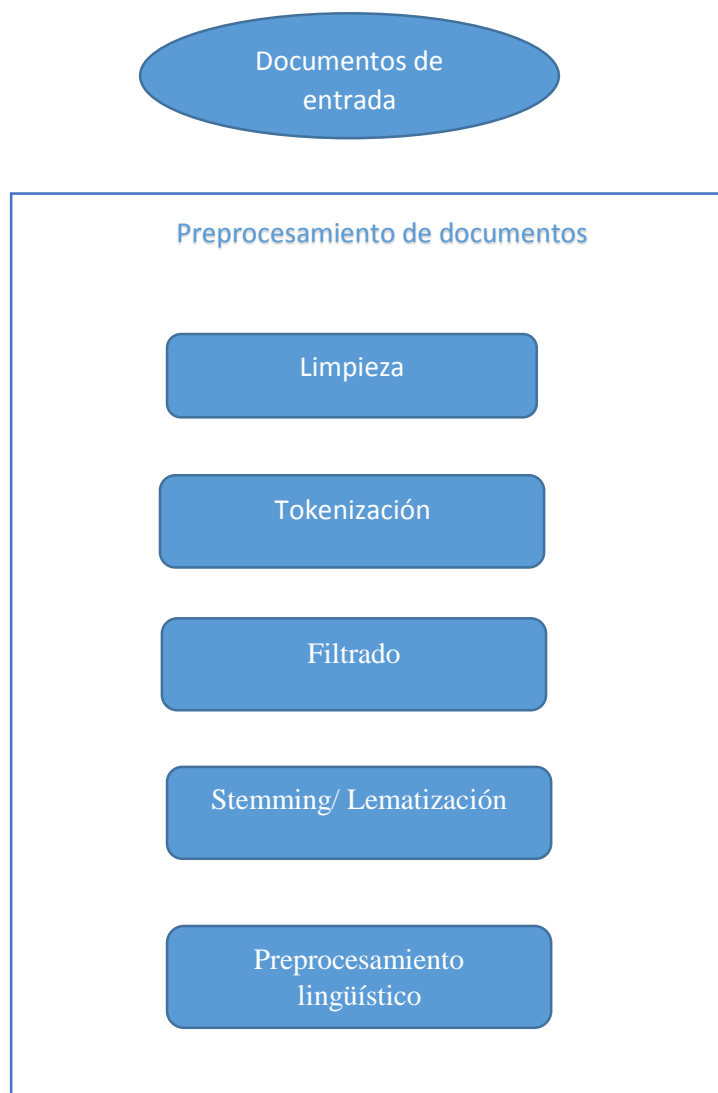 Documentos de
entrada
Preprocesamiento de documentos
Limpieza
Tokenización
Filtrado
Stemming/ Lematización
Preprocesamiento
lingüístico